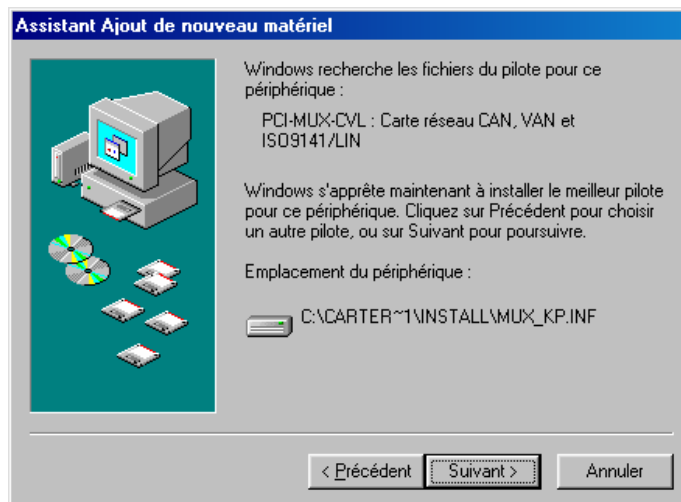 Assistant Ajout de nouveau matériel
Windows recherche les fichiers du pilote pour ce
périphérique :
PCI-MUX-CVL : Carte réseau CAN, VAN et
ISO9141/LIN
Windows s'apprête maintenant à installer le meilleur pilote
pour ce périphérique. Cliquez sur Précédent pour choisir
un autre pilote, ou sur Suivant pour poursuivre.
Emplacement du périphérique :
C:\CARTER~1\INSTALL\MUX_KP.INF
< Précédent Suivant > Annuler